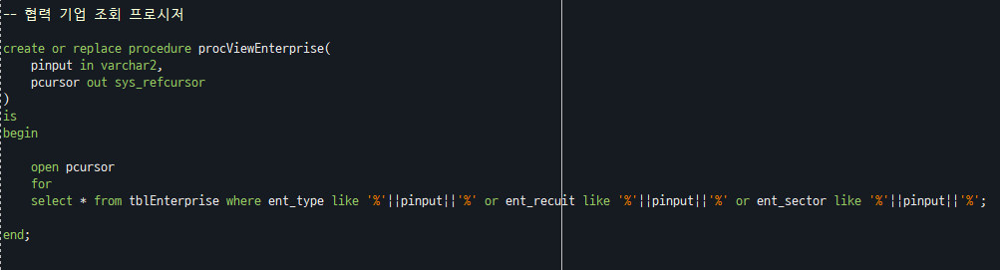 -- 협력 기업 조회 프로시저
create or replace procedure procViewEnterprise(
pinput in varchar2,
pcursor out sys_refcursor
)
is
begin
open pcursor
for
select * from tblEnterprise where ent_type like '%'||pinput||'%' or ent_recuit like '%'||pinput||'%' or ent_sector like '%'||pinput||'%';
end;